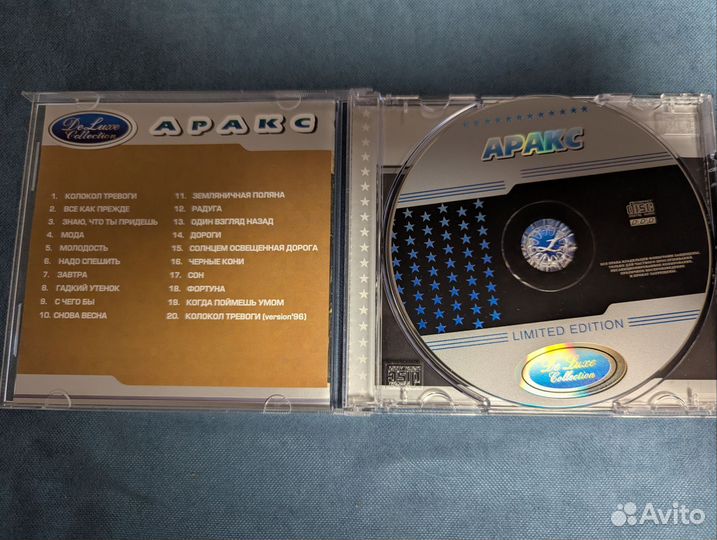 De Luxe
Collection
АРАКС
1. КОЛОКОЛ ТРЕВОГИ
2. ВСЕ КАК ПРЕЖДЕ
3. ЗНАЮ, ЧТО ТЫ ПРИДЕШЬ
4. МОДА
5. МОЛОДОСТЬ
6. НАДО СПЕШИТЬ
7. ЗАВТРА
8. ГАДКИЙ УТЕНОК
9. С ЧЕГО БЫ
10. СНОВА ВЕСНА
11. ЗЕМЛЯНИЧНАЯ ПОЛЯНА
12. РАДУГА
13. ОДИН ВЗГЛЯД НАЗАД
14. ДОРОГИ
15. СОЛНЦЕМ ОСВЕЩЕННАЯ ДОРОГА
16. ЧЕРНЫЕ КОНИ
17. СОН
18. ФОРТУНА
19. КОГДА ПОЙМЕШЬ УМОМ
20. КОЛОКОЛ ТРЕВОГИ (version'96)
АРАКС
disc
LIMITED EDITION
De Luxe
Collection
disc
Avito